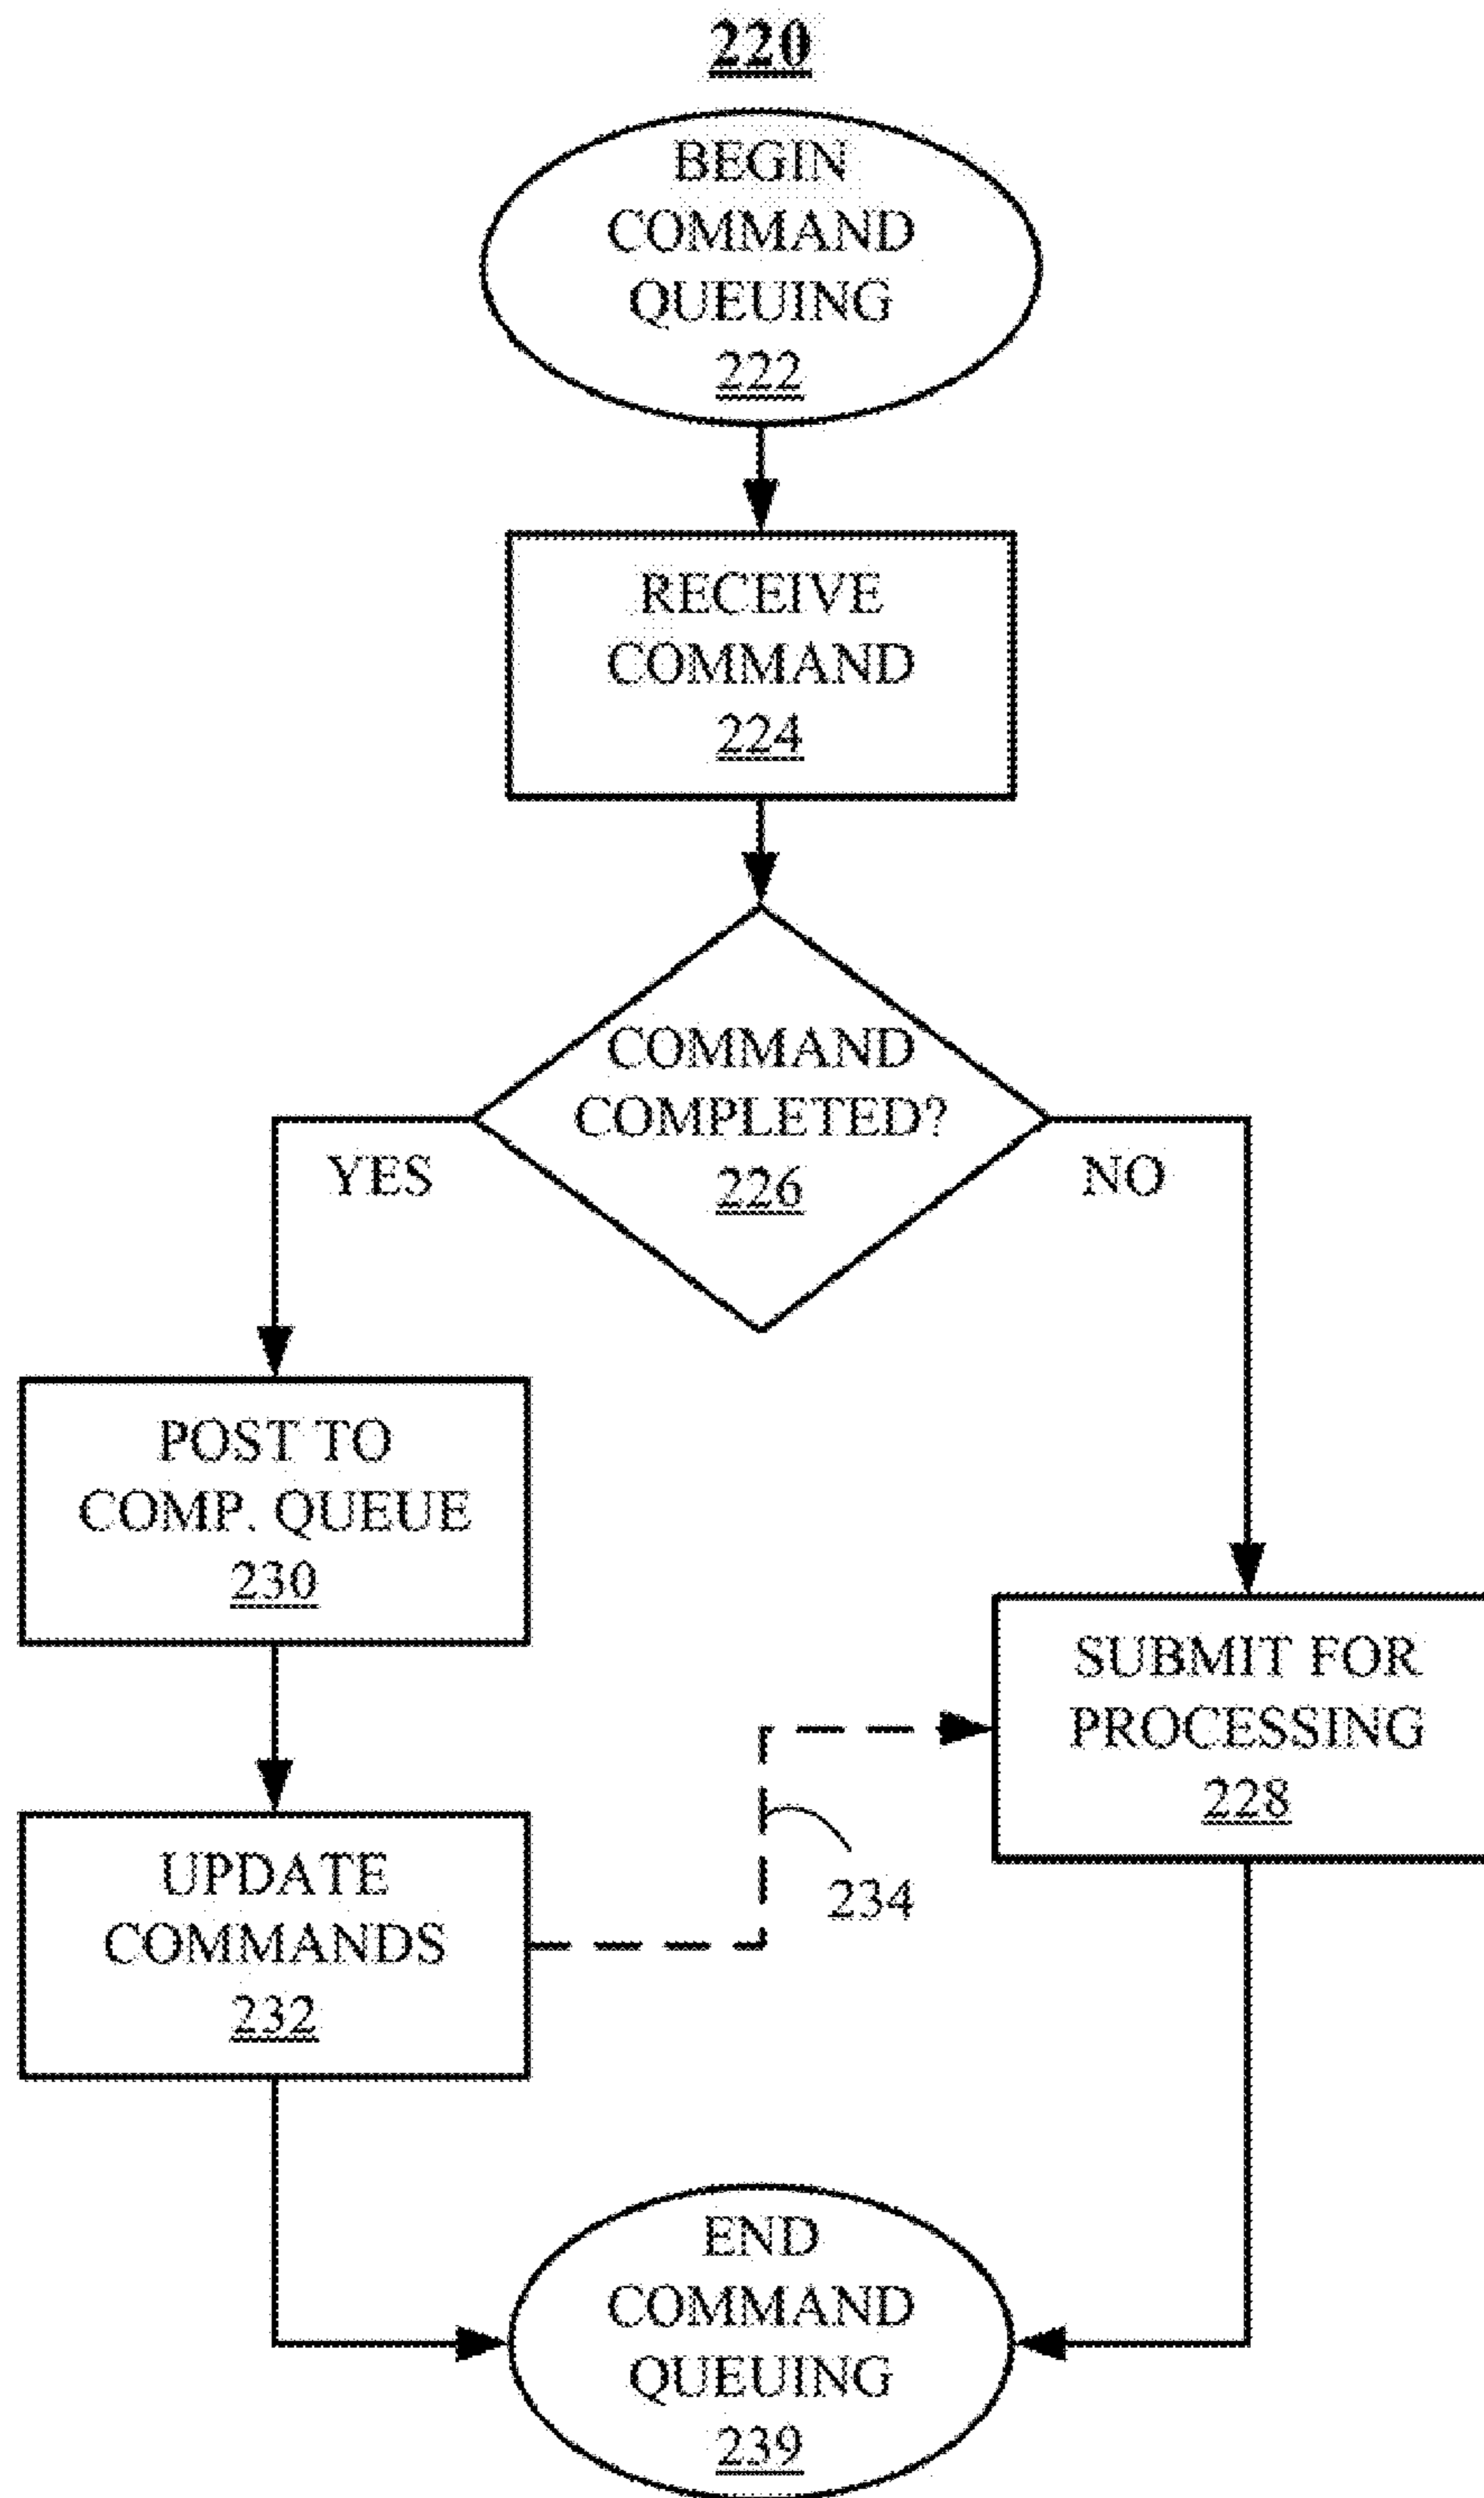 220
BEGIN
COMMAND
QUEUING
222
RECEIVE
COMMAND
224
COMMAND
COMPLETED?
226
YES
NO
POST TO
COMP. QUEUE
230
SUBMIT FOR
PROCESSING
228
UPDATE
COMMANDS
232
234
END
COMMAND
QUEUING
239